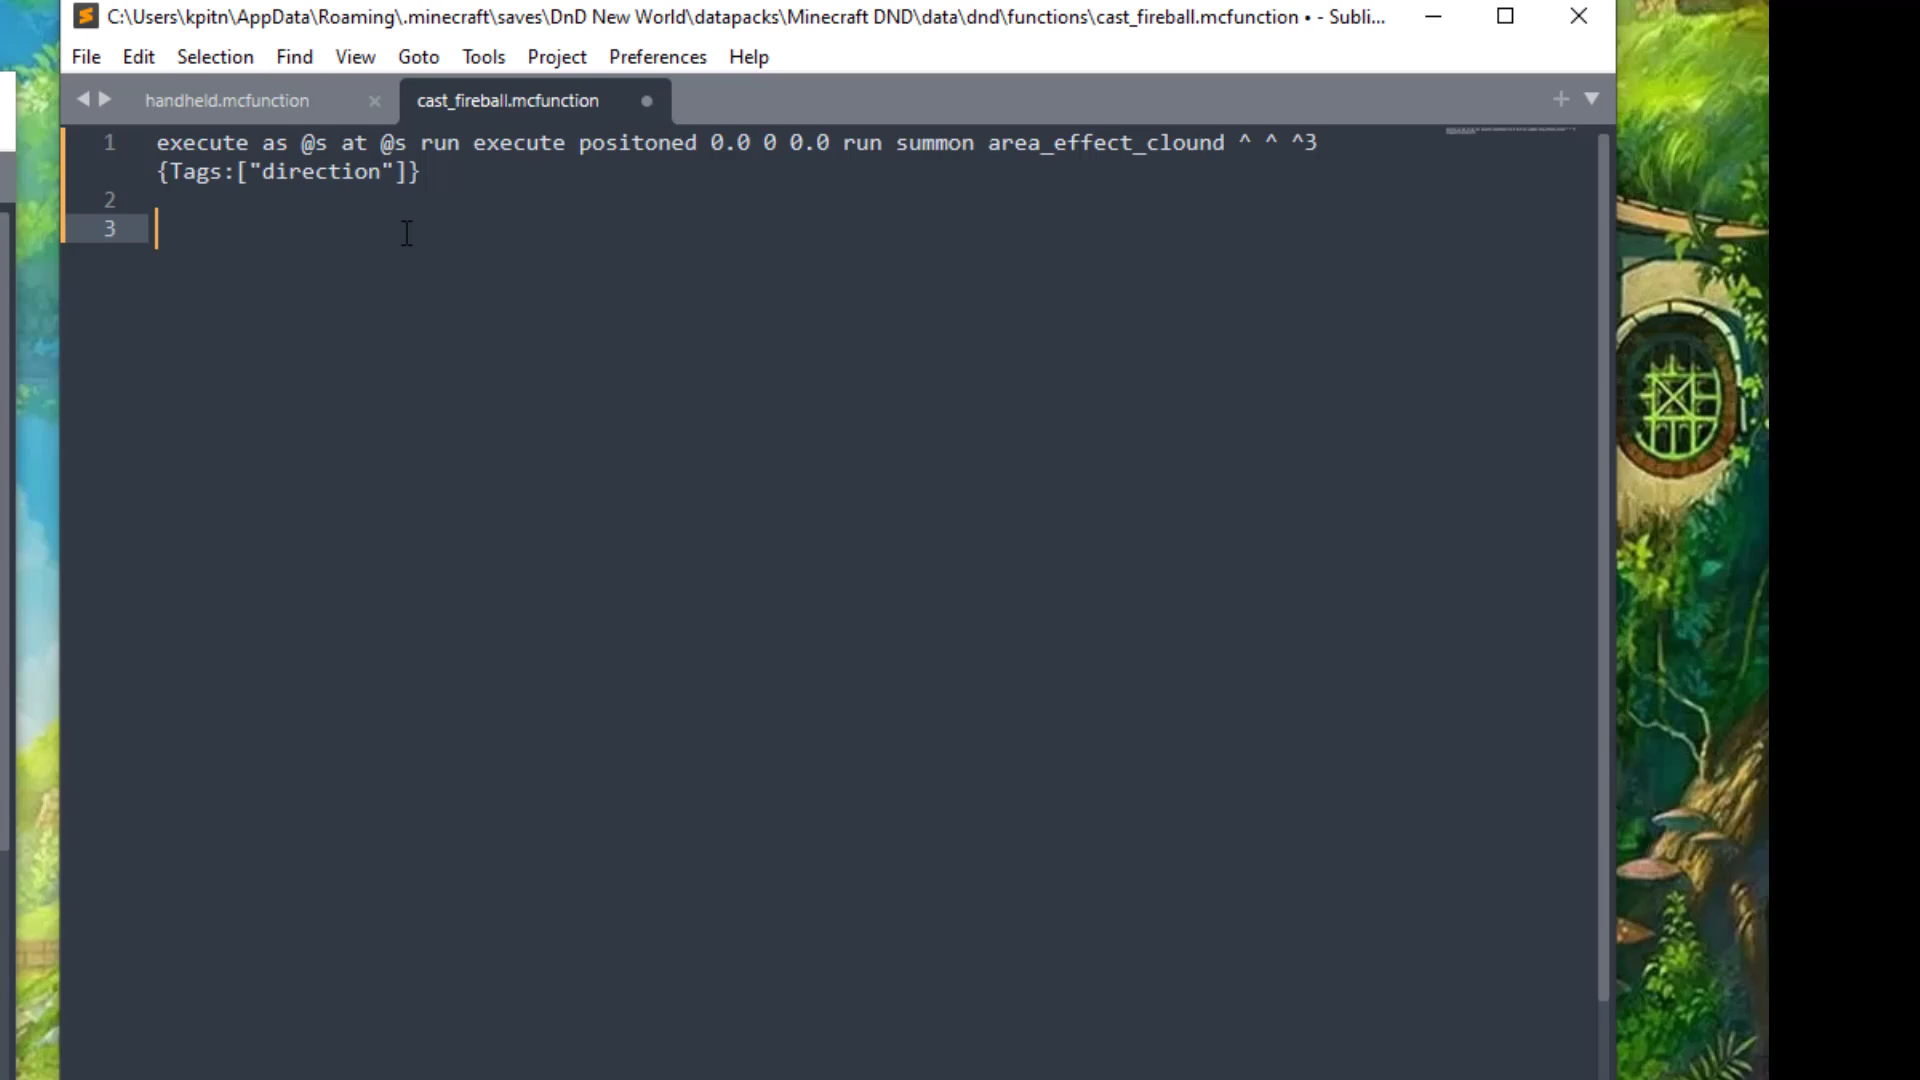 C:\Users\kpitn\AppData\Roaming\.minecraft\saves\DnD New World\datapacks\Minecraft DND\data\dnd\functions\cast_fireball.mcfunction • - Subli...
File Edit Selection Find View Goto Tools Project Preferences Help
handheld.mcfunction cast_fireball.mcfunction
1 execute as @s at @s run execute positoned 0.0 0 0.0 run summon area_effect_clound ^ ^ ^3
{Tags:["direction"]}
2
3